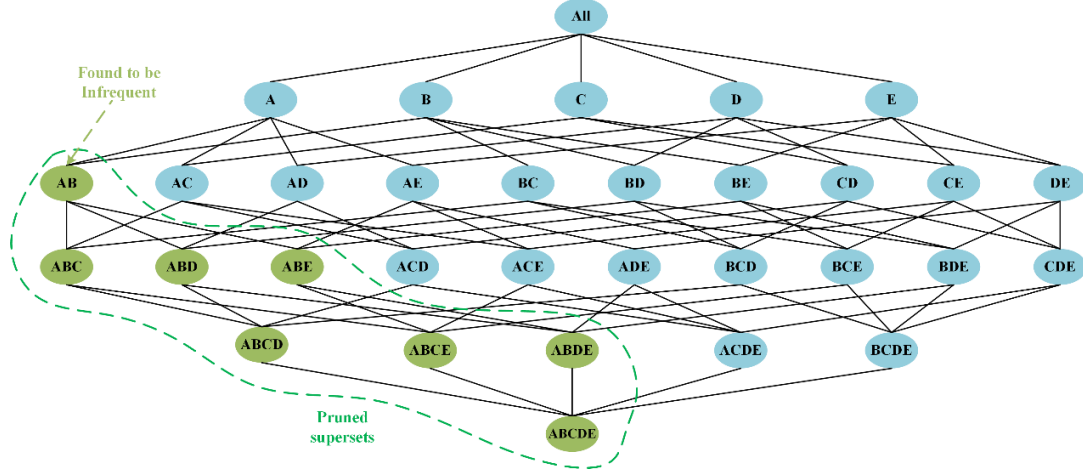 All
Found to be
Infrequent
A B C D E
AB AC AD AE BC BD BE CD CE DE
ABC ABD ABE ACD ACE ADE BCD BCE BDE CDE
ABCD ABCE ABDE ACDE BCDE
Pruned
supersets
ABCDE